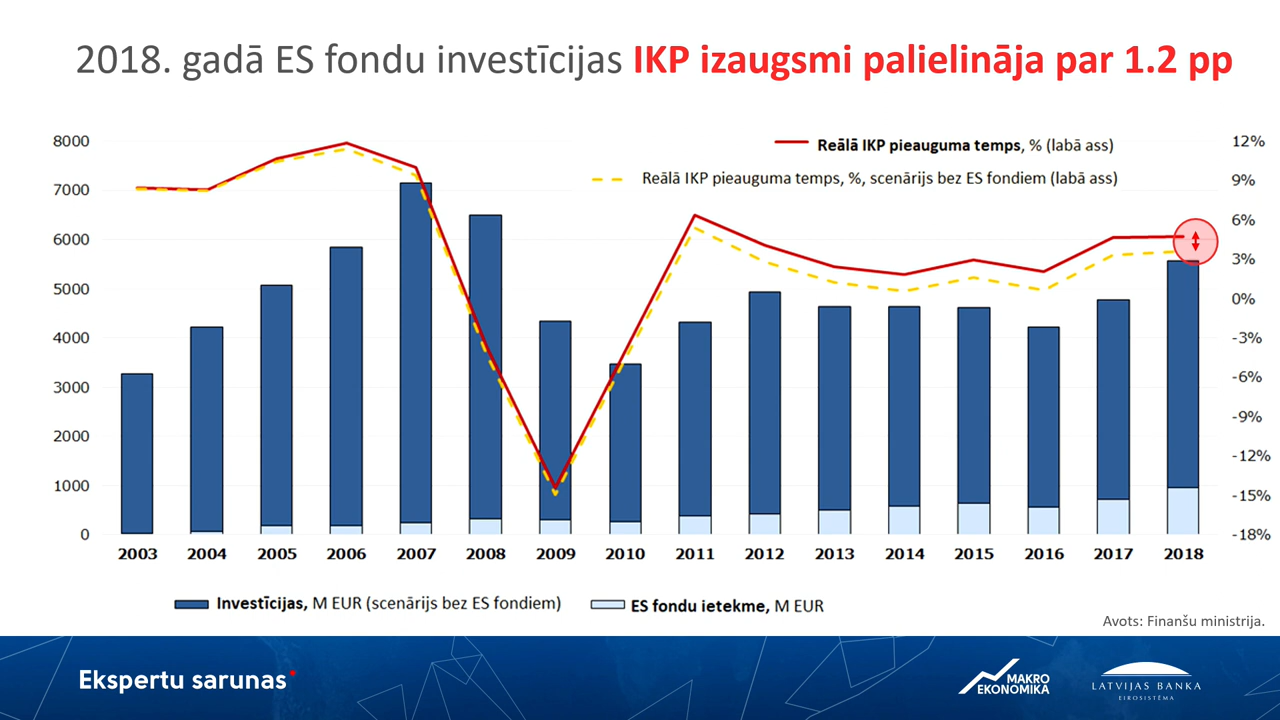 2018. gadā ES fondu investīcijas IKP izaugsmi palielināja par 1.2 pp
8000
7000
6000
5000
4000
3000
2000
1000
0
Reālā IKP pieauguma temps, % (labā ass)
Reālā IKP pieauguma temps, %, scenārijs bez ES fondiem (labā ass)
12%
9%
6%
3%
0%
-3%
-6%
-9%
-12%
-15%
-18%
2003 2004 2005 2006 2007 2008 2009 2010 2011 2012 2013 2014 2015 2016 2017 2018
Investīcijas, M EUR (scenārijs bez ES fondiem) ES fondu ietekme, M EUR
Avots: Finanšu ministrija.
Ekspertu sarunas
MAKRO
EKONOMIKA
LATVIJAS BANKA
EIROSISTĒMA